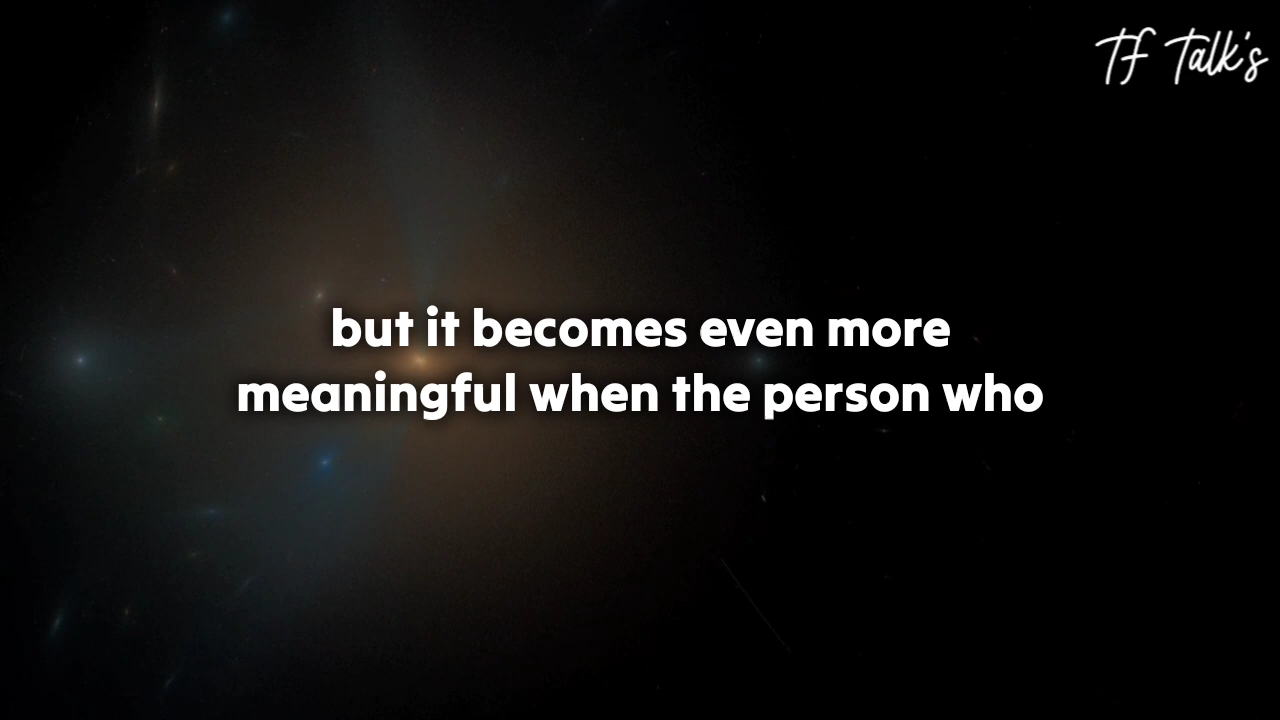 TF Talk's
but it becomes even more
meaningful when the person who